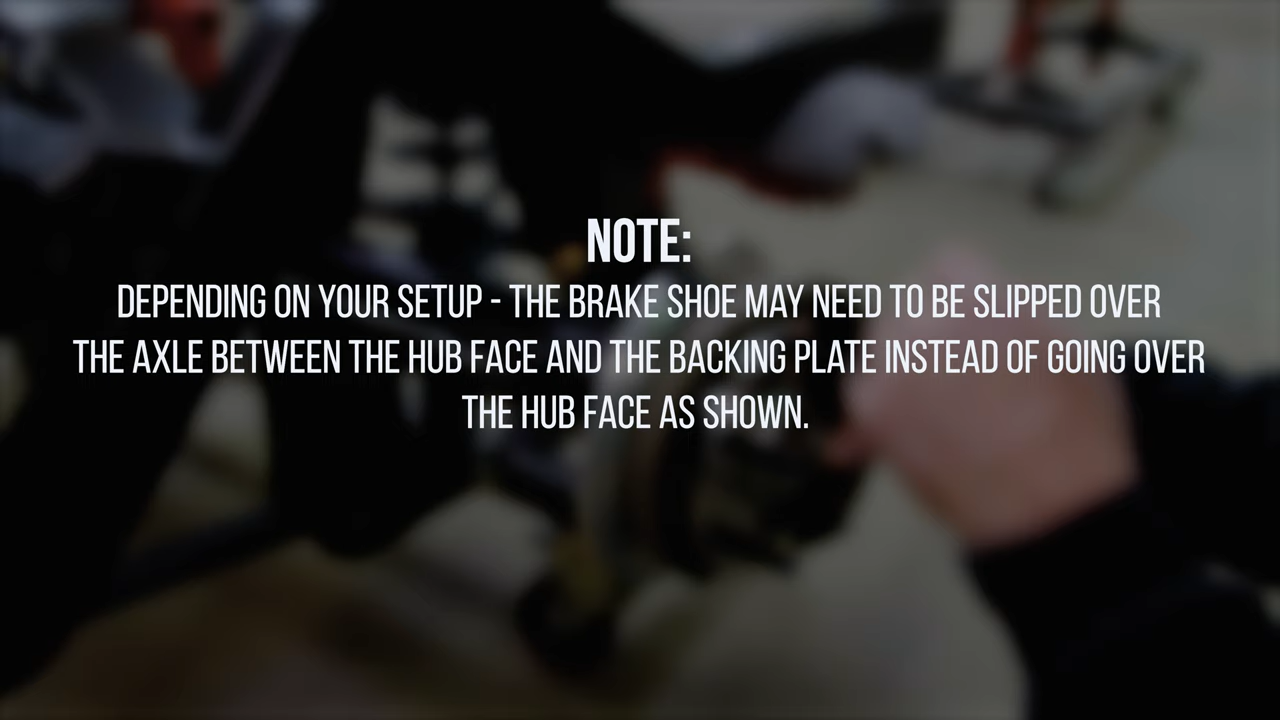 NOTE:
DEPENDING ON YOUR SETUP - THE BRAKE SHOE MAY NEED TO BE SLIPPED OVER
THE AXLE BETWEEN THE HUB FACE AND THE BACKING PLATE INSTEAD OF GOING OVER
THE HUB FACE AS SHOWN.